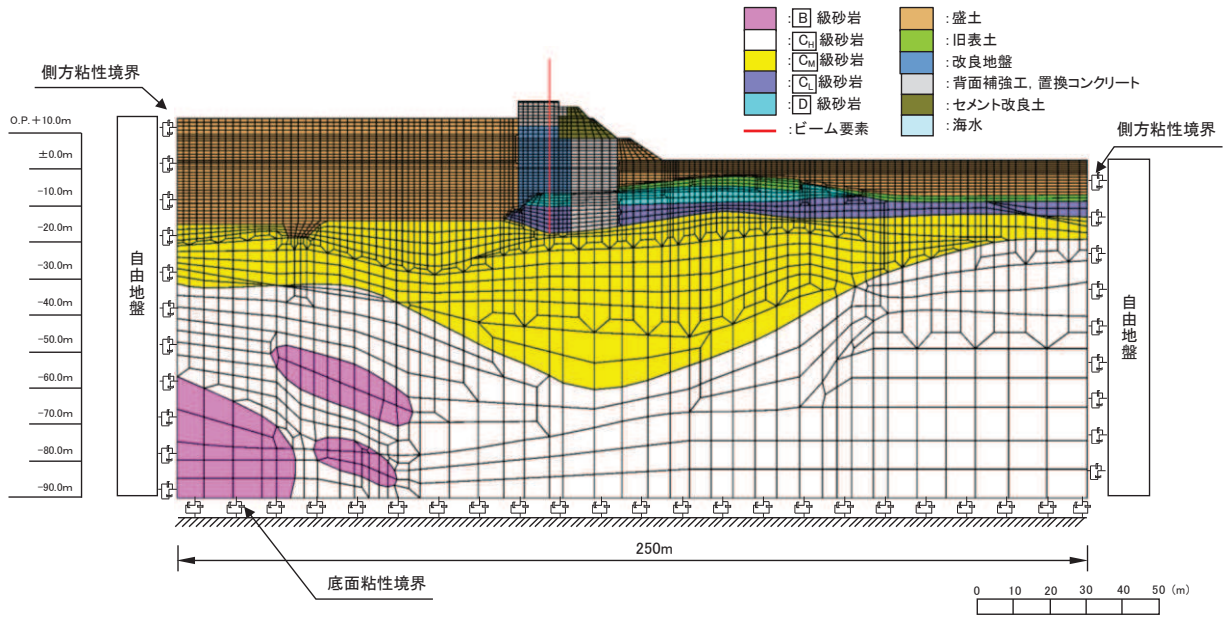 B 級砂岩
CH 級砂岩
CM 級砂岩
CL 級砂岩
D 級砂岩
:ビーム要素
:盛土
:旧表土
:改良地盤
:背面補強工，置換コンクリート
:セメント改良土
:海水
側方粘性境界
側方粘性境界
O.P.+10.0m
±0.0m
-10.0m
-20.0m
-30.0m
-40.0m
-50.0m
-60.0m
-70.0m
-80.0m
-90.0m
自由地盤
自由地盤
250m
底面粘性境界
0 10 20 30 40 50 (m)